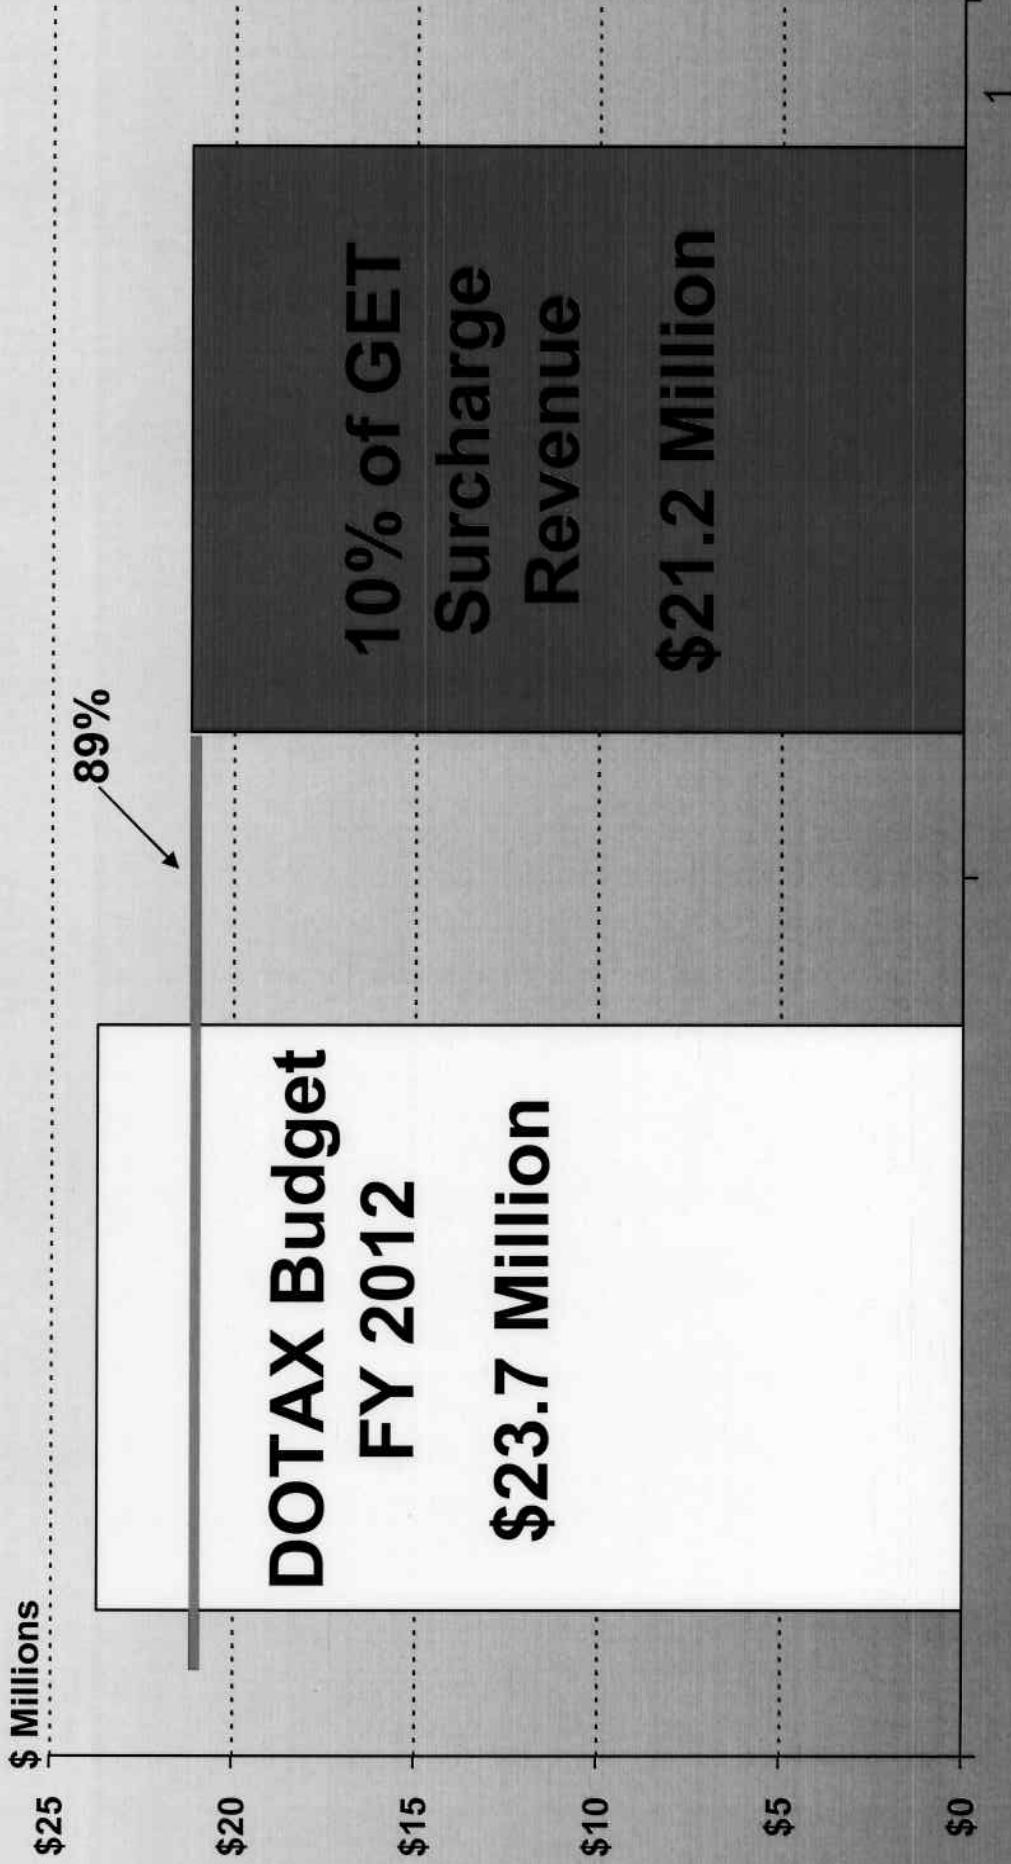 $ Millions
$25
$20
$15
$10
$5
$0
89%
DOTAX Budget
FY 2012
$23.7 Million
10% of GET
Surcharge
Revenue
$21.2 Million
1